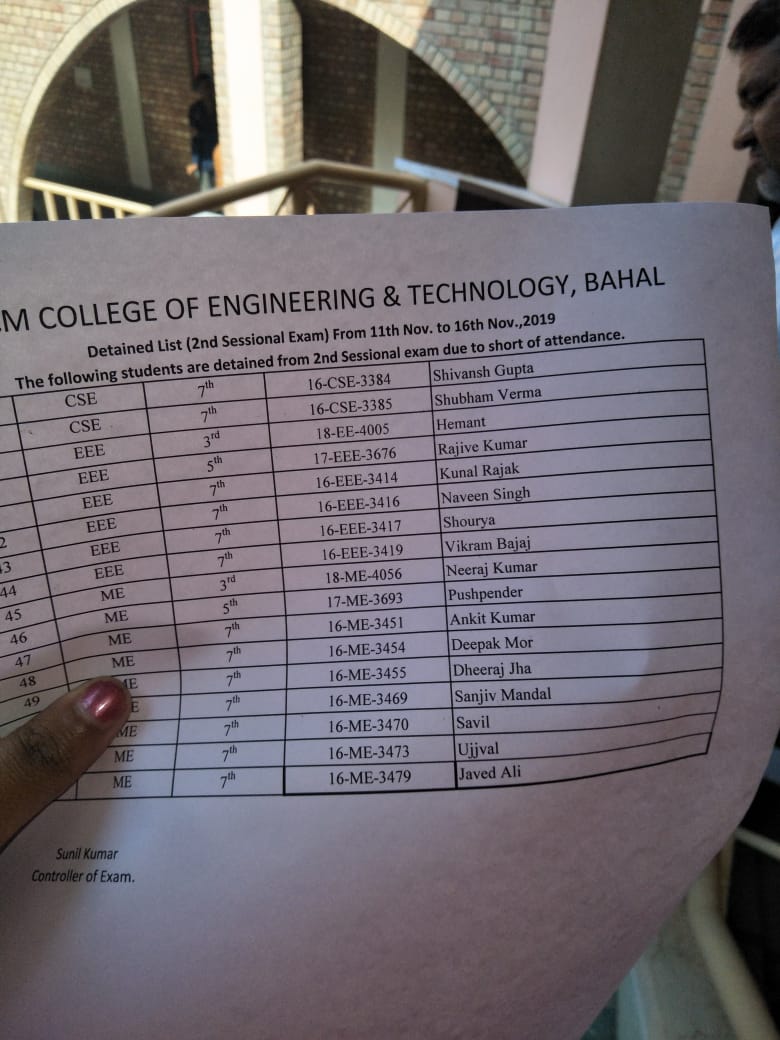 M COLLEGE OF ENGINEERING & TECHNOLOGY, BAHAL
Detained List (2nd Sessional Exam) From 11th Nov. to 16th Nov.,2019
The following students are detained from 2nd Sessional exam due to short of attendance.
CSE 7th 16-CSE-3384 Shivansh Gupta
CSE 7th 16-CSE-3385 Shubham Verma
EEE 3rd 18-EE-4005 Hemant
EEE 5th 17-EEE-3676 Rajive Kumar
EEE 7th 16-EEE-3414 Kunal Rajak
2 EEE 7th 16-EEE-3416 Naveen Singh
13 EEE 7th 16-EEE-3417 Shourya
44 EEE 7th 16-EEE-3419 Vikram Bajaj
45 ME 3rd 18-ME-4056 Neeraj Kumar
46 ME 5th 17-ME-3693 Pushpender
47 ME 7th 16-ME-3451 Ankit Kumar
48 ME 7th 16-ME-3454 Deepak Mor
49 ME 7th 16-ME-3455 Dheeraj Jha
E 7th 16-ME-3469 Sanjiv Mandal
ME 7th 16-ME-3470 Savil
ME 7th 16-ME-3473 Ujjval
ME 7th 16-ME-3479 Javed Ali
Sunil Kumar
Controller of Exam.